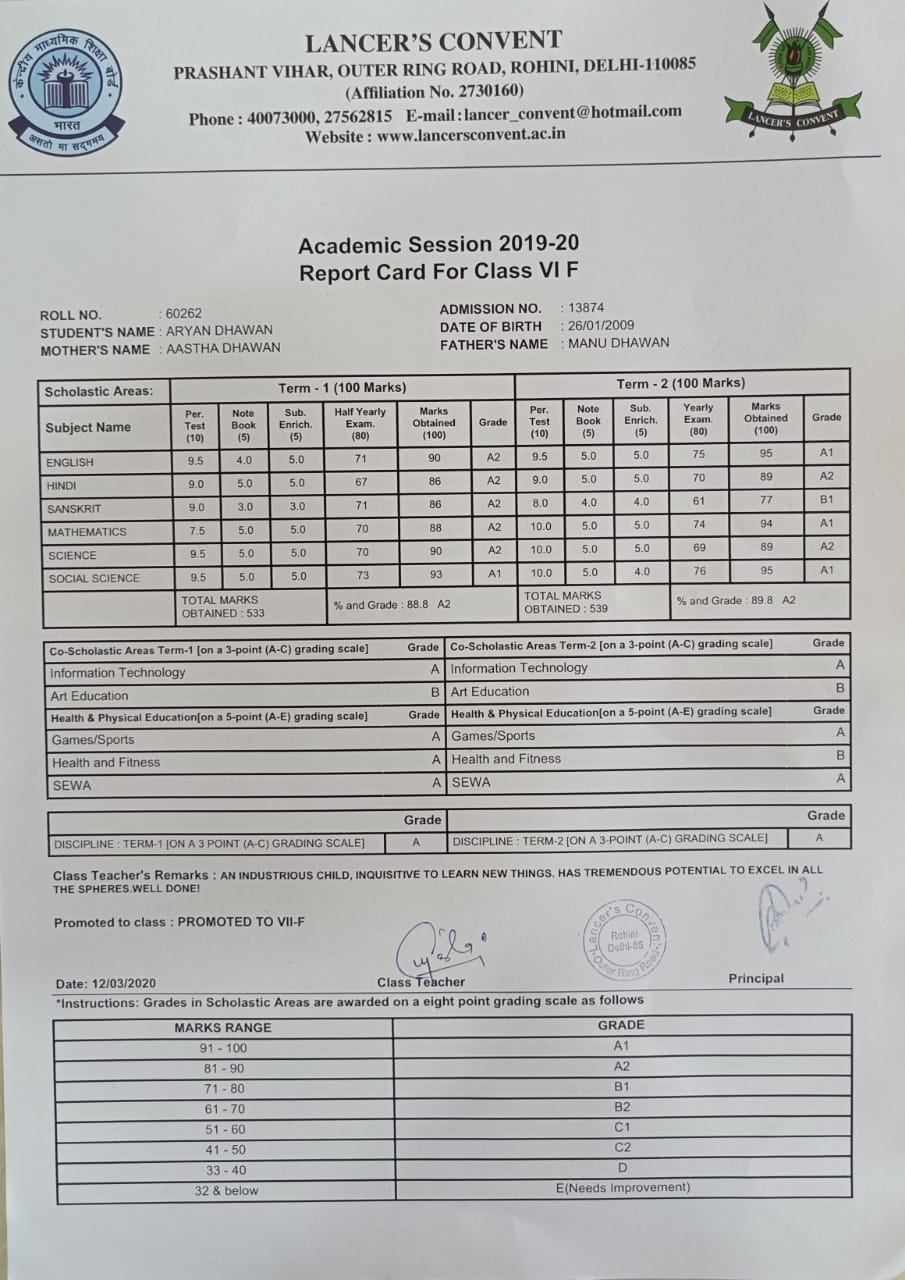 केन्द्रीय माध्यमिक शिक्षा बोर्ड
भारत
असतो मा सद्गमय
LANCER'S CONVENT
PRASHANT VIHAR, OUTER RING ROAD, ROHINI, DELHI-110085
(Affiliation No. 2730160)
Phone : 40073000, 27562815 E-mail : lancer_convent@hotmail.com
Website : www.lancersconvent.ac.in
LANCER'S CONVENT
Academic Session 2019-20
Report Card For Class VI F
ROLL NO. : 60262 ADMISSION NO. : 13874
STUDENT'S NAME : ARYAN DHAWAN DATE OF BIRTH : 26/01/2009
MOTHER'S NAME : AASTHA DHAWAN FATHER'S NAME : MANU DHAWAN
Scholastic Areas: Term - 1 (100 Marks) Term - 2 (100 Marks)
Subject Name Per. Test (10) Note Book (5) Sub. Enrich. (5) Half Yearly Exam. (80) Marks Obtained (100) Grade Per. Test (10) Note Book (5) Sub. Enrich. (5) Yearly Exam. (80) Marks Obtained (100) Grade
ENGLISH 9.5 4.0 5.0 71 90 A2 9.5 5.0 5.0 75 95 A1
HINDI 9.0 5.0 5.0 67 86 A2 9.0 5.0 5.0 70 89 A2
SANSKRIT 9.0 3.0 3.0 71 86 A2 8.0 4.0 4.0 61 77 B1
MATHEMATICS 7.5 5.0 5.0 70 88 A2 10.0 5.0 5.0 74 94 A1
SCIENCE 9.5 5.0 5.0 70 90 A2 10.0 5.0 5.0 69 89 A2
SOCIAL SCIENCE 9.5 5.0 5.0 73 93 A1 10.0 5.0 4.0 76 95 A1
TOTAL MARKS OBTAINED : 533 % and Grade : 88.8 A2 TOTAL MARKS OBTAINED : 539 % and Grade : 89.8 A2
Co-Scholastic Areas Term-1 [on a 3-point (A-C) grading scale] Grade Co-Scholastic Areas Term-2 [on a 3-point (A-C) grading scale] Grade
Information Technology A Information Technology A
Art Education B Art Education B
Health & Physical Education[on a 5-point (A-E) grading scale] Grade Health & Physical Education[on a 5-point (A-E) grading scale] Grade
Games/Sports A Games/Sports A
Health and Fitness A Health and Fitness B
SEWA A SEWA A
Grade Grade
DISCIPLINE : TERM-1 [ON A 3 POINT (A-C) GRADING SCALE] A DISCIPLINE : TERM-2 [ON A 3-POINT (A-C) GRADING SCALE] A
Class Teacher's Remarks : AN INDUSTRIOUS CHILD, INQUISITIVE TO LEARN NEW THINGS. HAS TREMENDOUS POTENTIAL TO EXCEL IN ALL
THE SPHERES.WELL DONE!
Promoted to class : PROMOTED TO VII-F
Lancer's Convent
Rohini
Delhi-85
Outer Ring Road
Date: 12/03/2020 Class Teacher Principal
*Instructions: Grades in Scholastic Areas are awarded on a eight point grading scale as follows
MARKS RANGE GRADE
91 - 100 A1
81 - 90 A2
71 - 80 B1
61 - 70 B2
51 - 60 C1
41 - 50 C2
33 - 40 D
32 & below E(Needs Improvement)